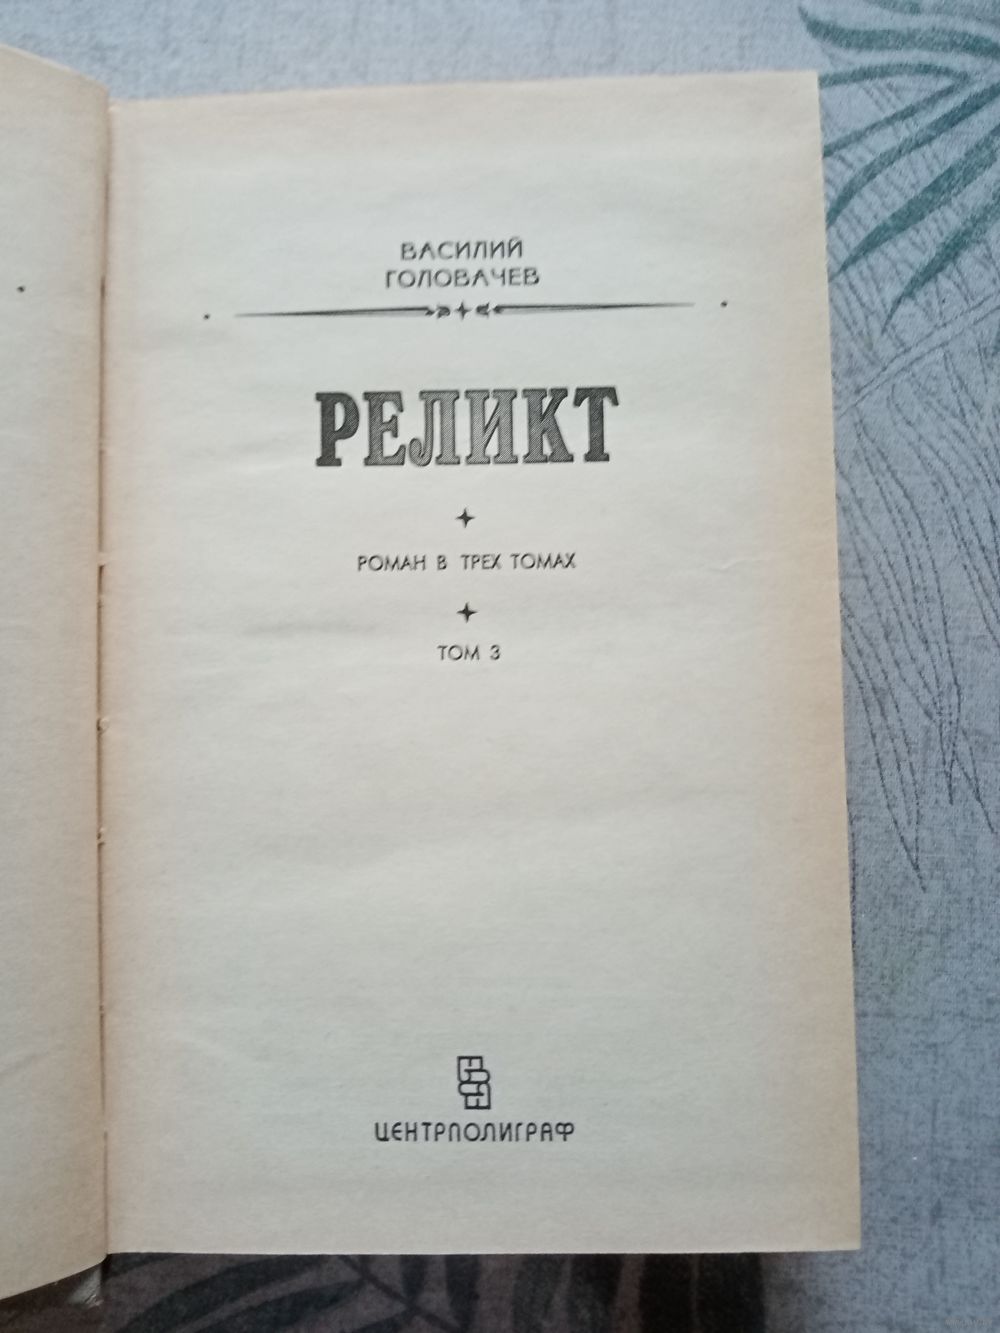 ВАСИЛИЙ
ГОЛОВАЧЕВ
РЕЛИКТ
РОМАН В ТРЕХ ТОМАХ
ТОМ 3
ЦЕНТРПОЛИГРАФ